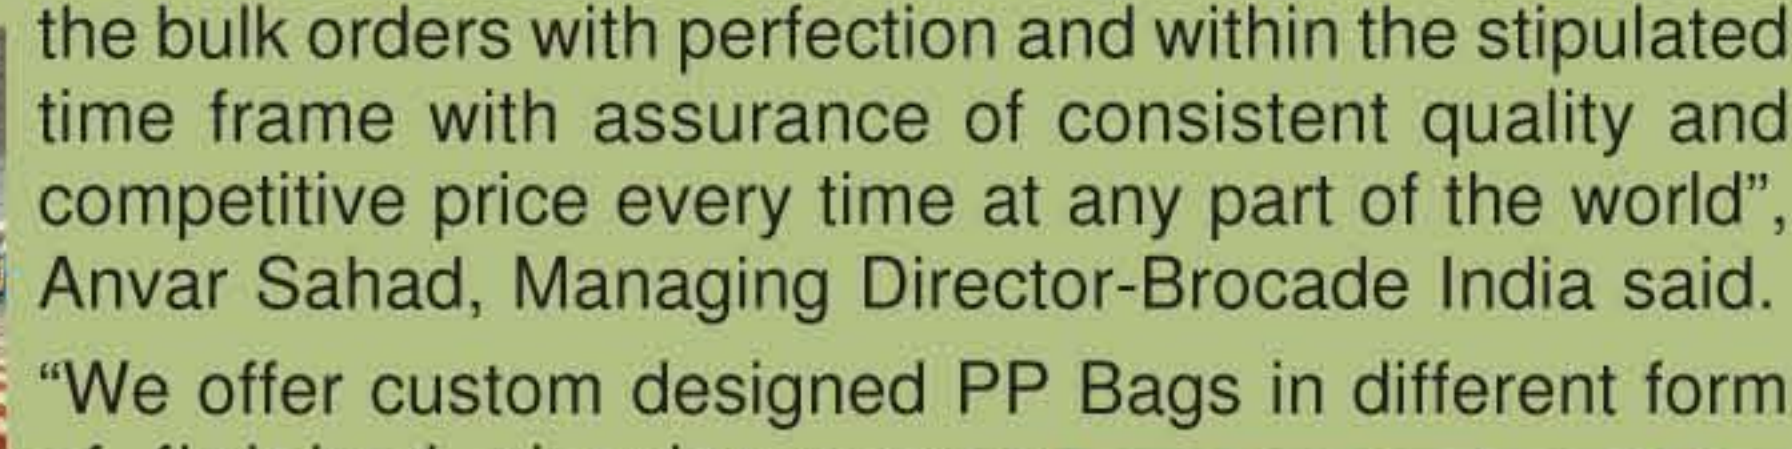 the bulk orders with perfection and within the stipulated
time frame with assurance of consistent quality and
competitive price every time at any part of the world”,
Anvar Sahad, Managing Director-Brocade India said.
“We offer custom designed PP Bags in different form